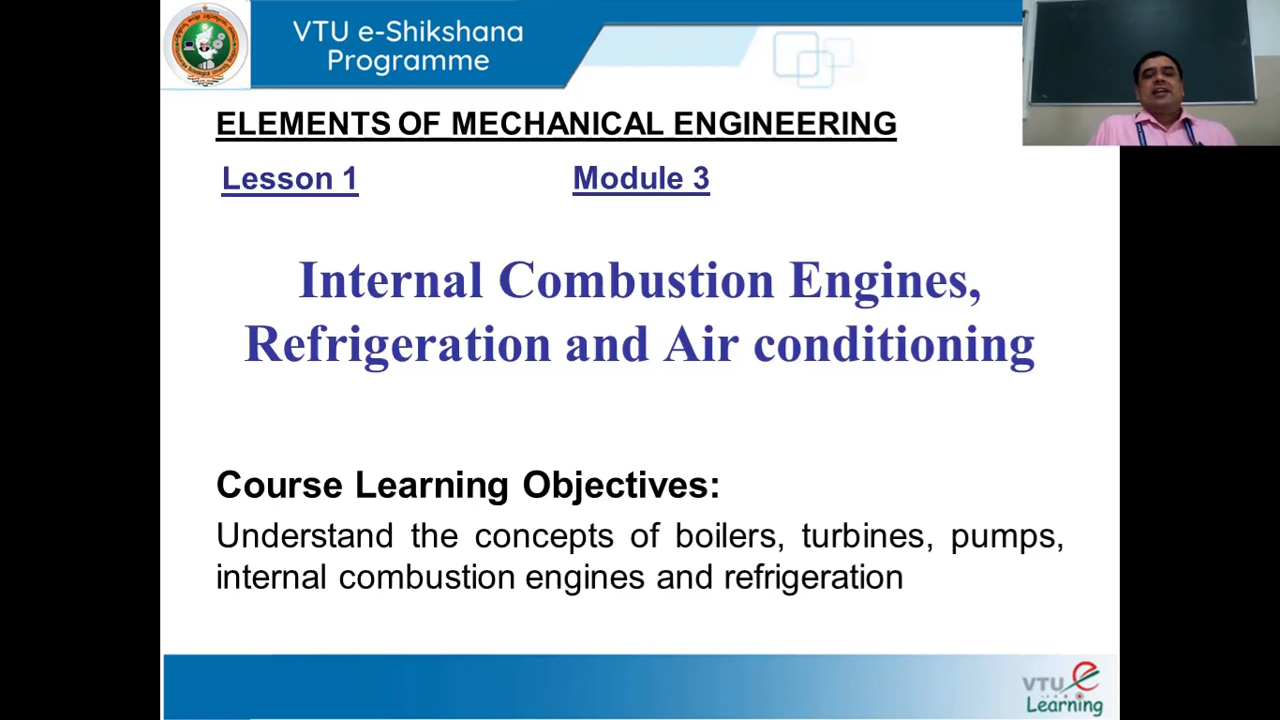 VTU e-Shikshana
Programme
ELEMENTS OF MECHANICAL ENGINEERING
Lesson 1 Module 3
Internal Combustion Engines,
Refrigeration and Air conditioning
Course Learning Objectives:
Understand the concepts of boilers, turbines, pumps,
internal combustion engines and refrigeration
VTU e
Learning